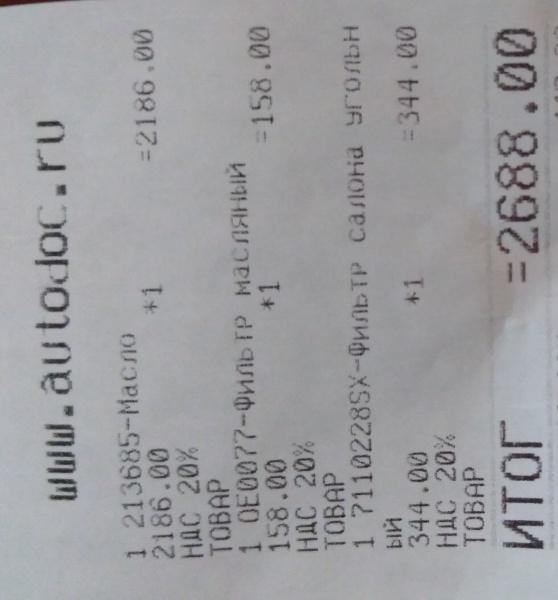 www.autodoc.ru
1 213685-Масло
2186.00 *1 =2186.00
НДС 20%
ТОВАР
1 OE0077-Фильтр масляный
158.00 *1 =158.00
НДС 20%
ТОВАР
1 7110228SX-Фильтр салона угольн
ый
344.00 *1 =344.00
НДС 20%
ТОВАР
ИТОГ =2688.00